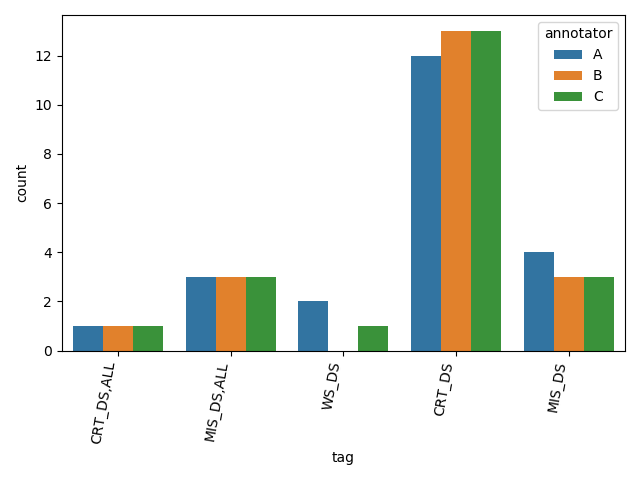 annotator
A
B
C
count
12
10
8
6
4
2
0
CRT_DS,ALL
MIS_DS,ALL
WS_DS
CRT_DS
MIS_DS
tag